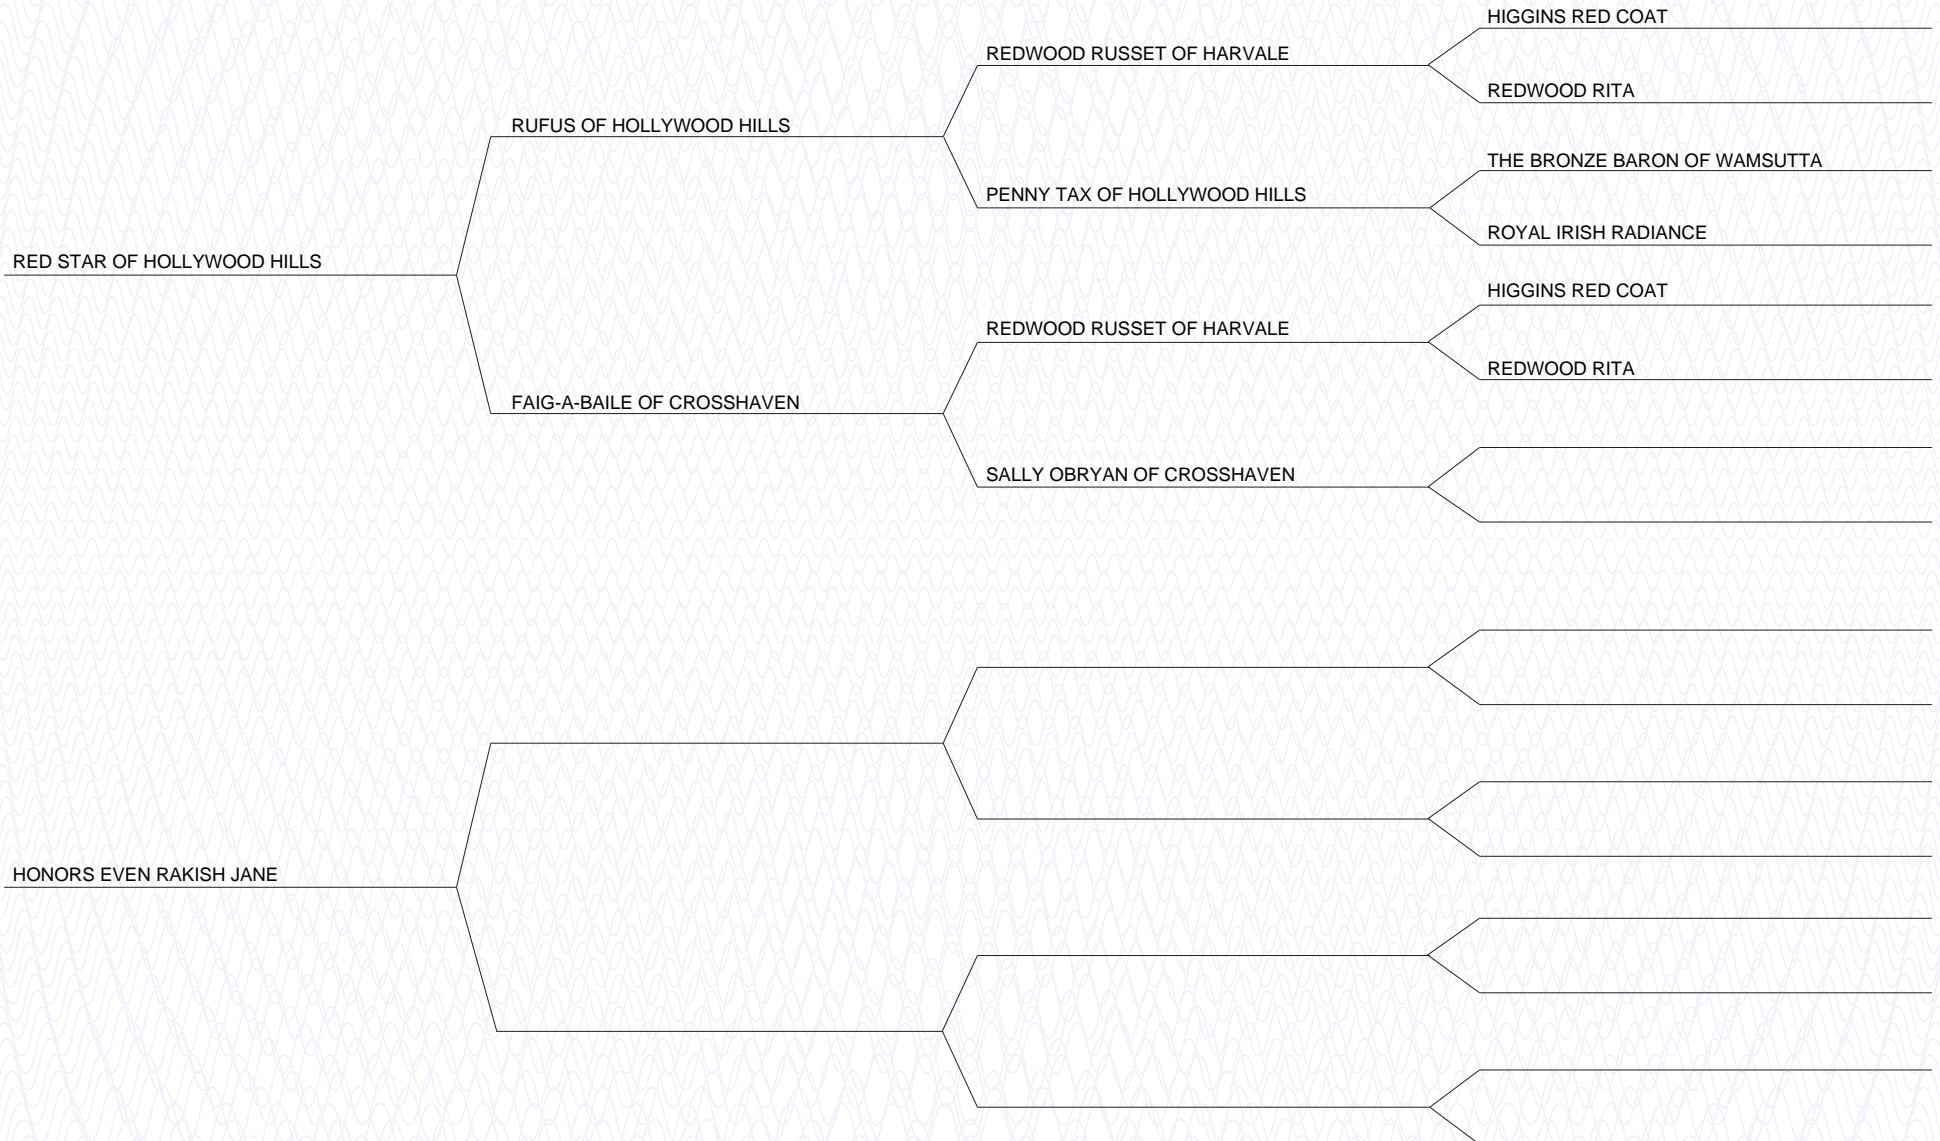 HIGGINS RED COAT
REDWOOD RUSSET OF HARVALE
REDWOOD RITA
RUFUS OF HOLLYWOOD HILLS
THE BRONZE BARON OF WAMSUTTA
PENNY TAX OF HOLLYWOOD HILLS
ROYAL IRISH RADIANCE
RED STAR OF HOLLYWOOD HILLS
HIGGINS RED COAT
REDWOOD RUSSET OF HARVALE
REDWOOD RITA
FAIG-A-BAILE OF CROSSHAVEN
SALLY OBRYAN OF CROSSHAVEN
HONORS EVEN RAKISH JANE